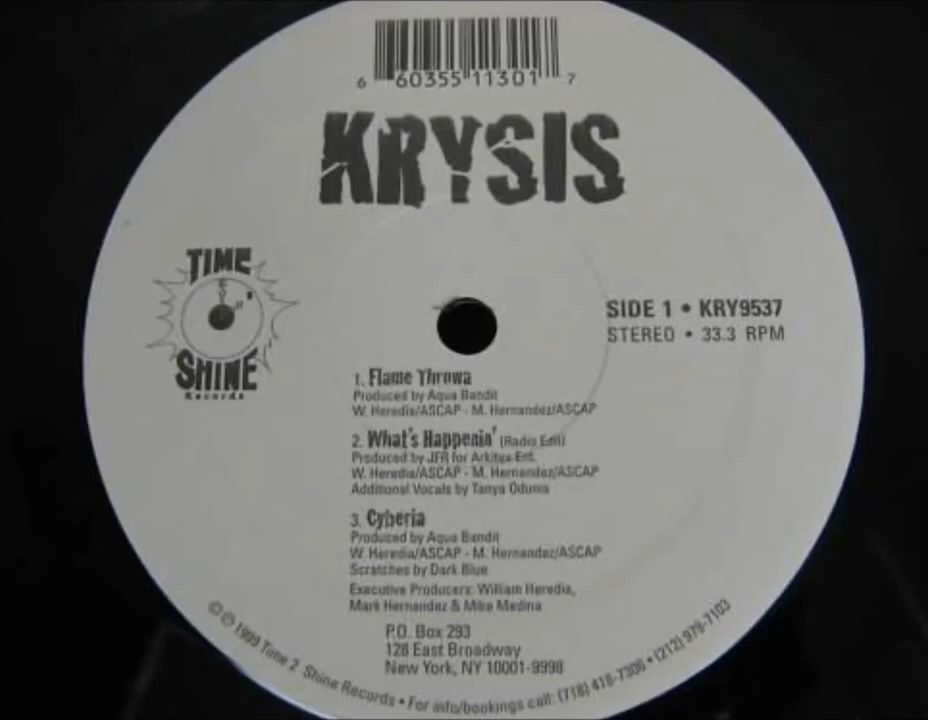 6 60355 11301 7
KRYSIS
TIME
2
SHINE
Records
SIDE 1 • KRY9537
STEREO • 33.3 RPM
1. Flame Throwa
Produced by Aqua Bandit
W. Heredia/ASCAP - M. Hernandez/ASCAP
2. What's Happenin' (Radio Edit)
Produced by JFR for Arkitex Ent.
W. Heredia/ASCAP - M. Hernandez/ASCAP
Additional Vocals by Tanya Odums
3. Cyberia
Produced by Aqua Bandit
W. Heredia/ASCAP - M. Hernandez/ASCAP
Scratches by Dark Blue
Executive Producers: William Heredia,
Mark Hernandez & Mike Medina
P.O. Box 293
128 East Broadway
New York, NY 10001-9998
© ℗ 1999 Time 2 Shine Records • For info/bookings call: (718) 418-7306 • (212) 979-7103